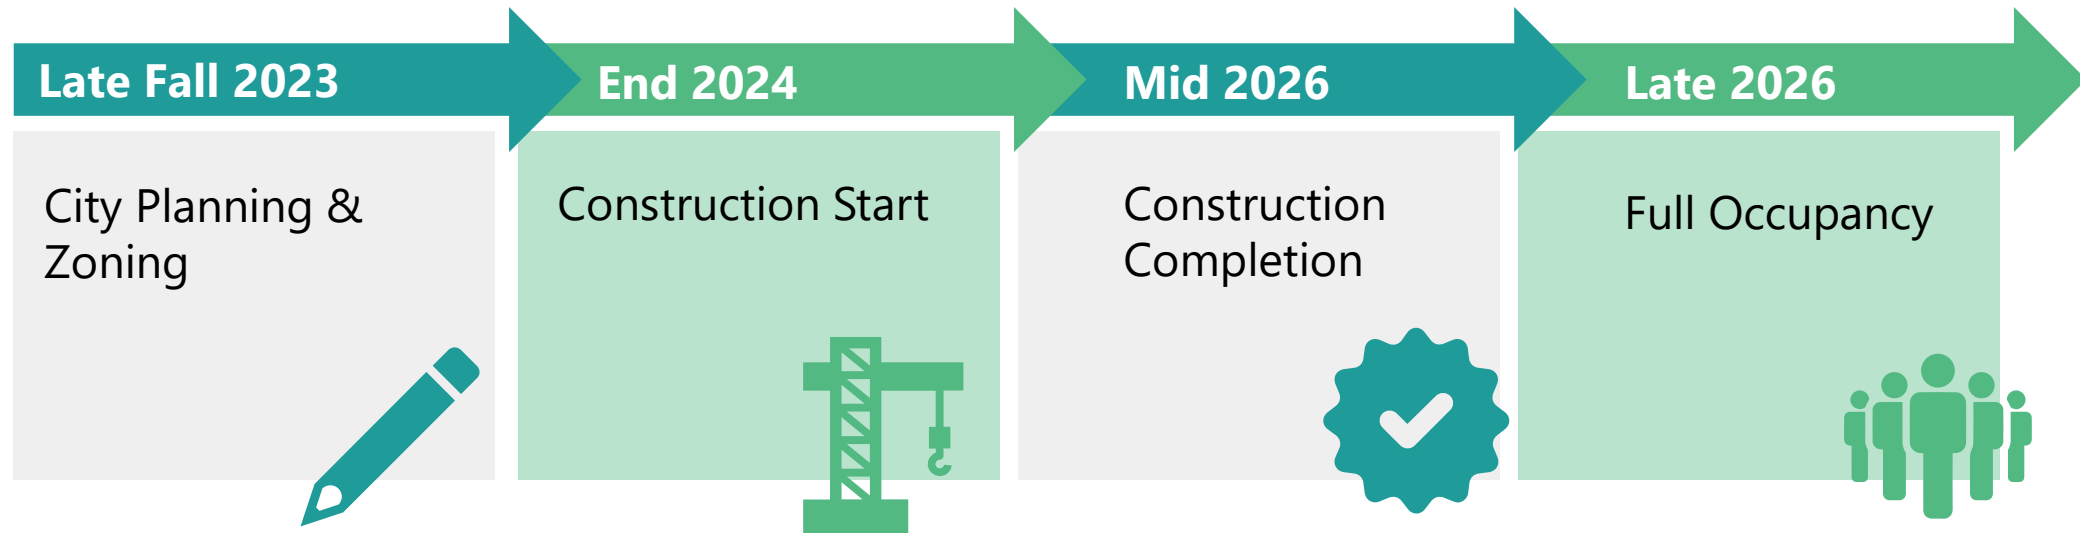 Late Fall 2023
End 2024
Mid 2026
Late 2026
City Planning &
Zoning
Construction Start
Construction
Completion
Full Occupancy